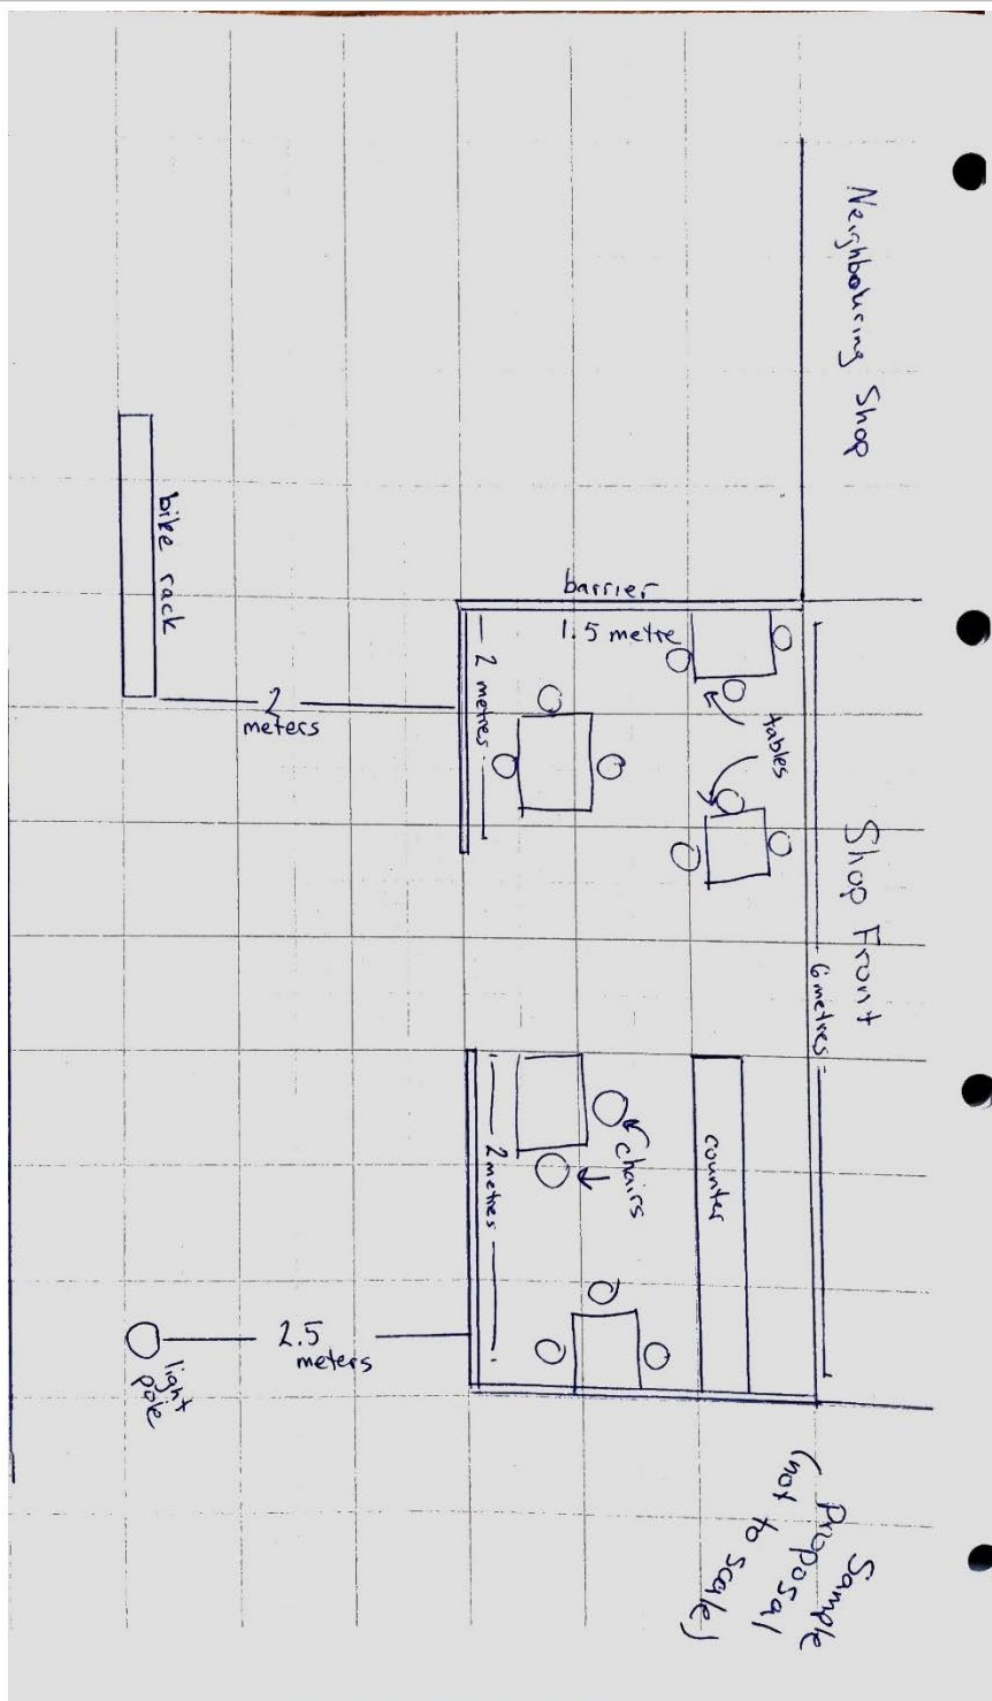 Neighbouring Shop
Shop Front
6 metres
barrier
1.5 metre
2 metres
tables
bike rack
2
meters
counter
chairs
2 metres
2.5
meters
light
pole
Sample
Proposal
(not to scale)